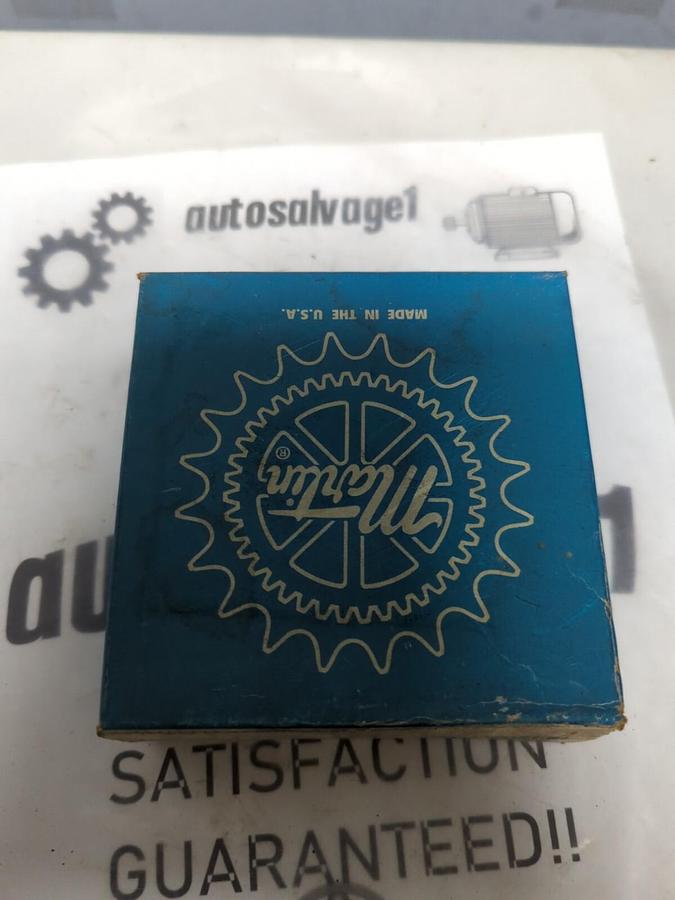 autosalvage1
MADE IN THE U.S.A.
Martin
®
SATISFACTION
GUARANTEED!!